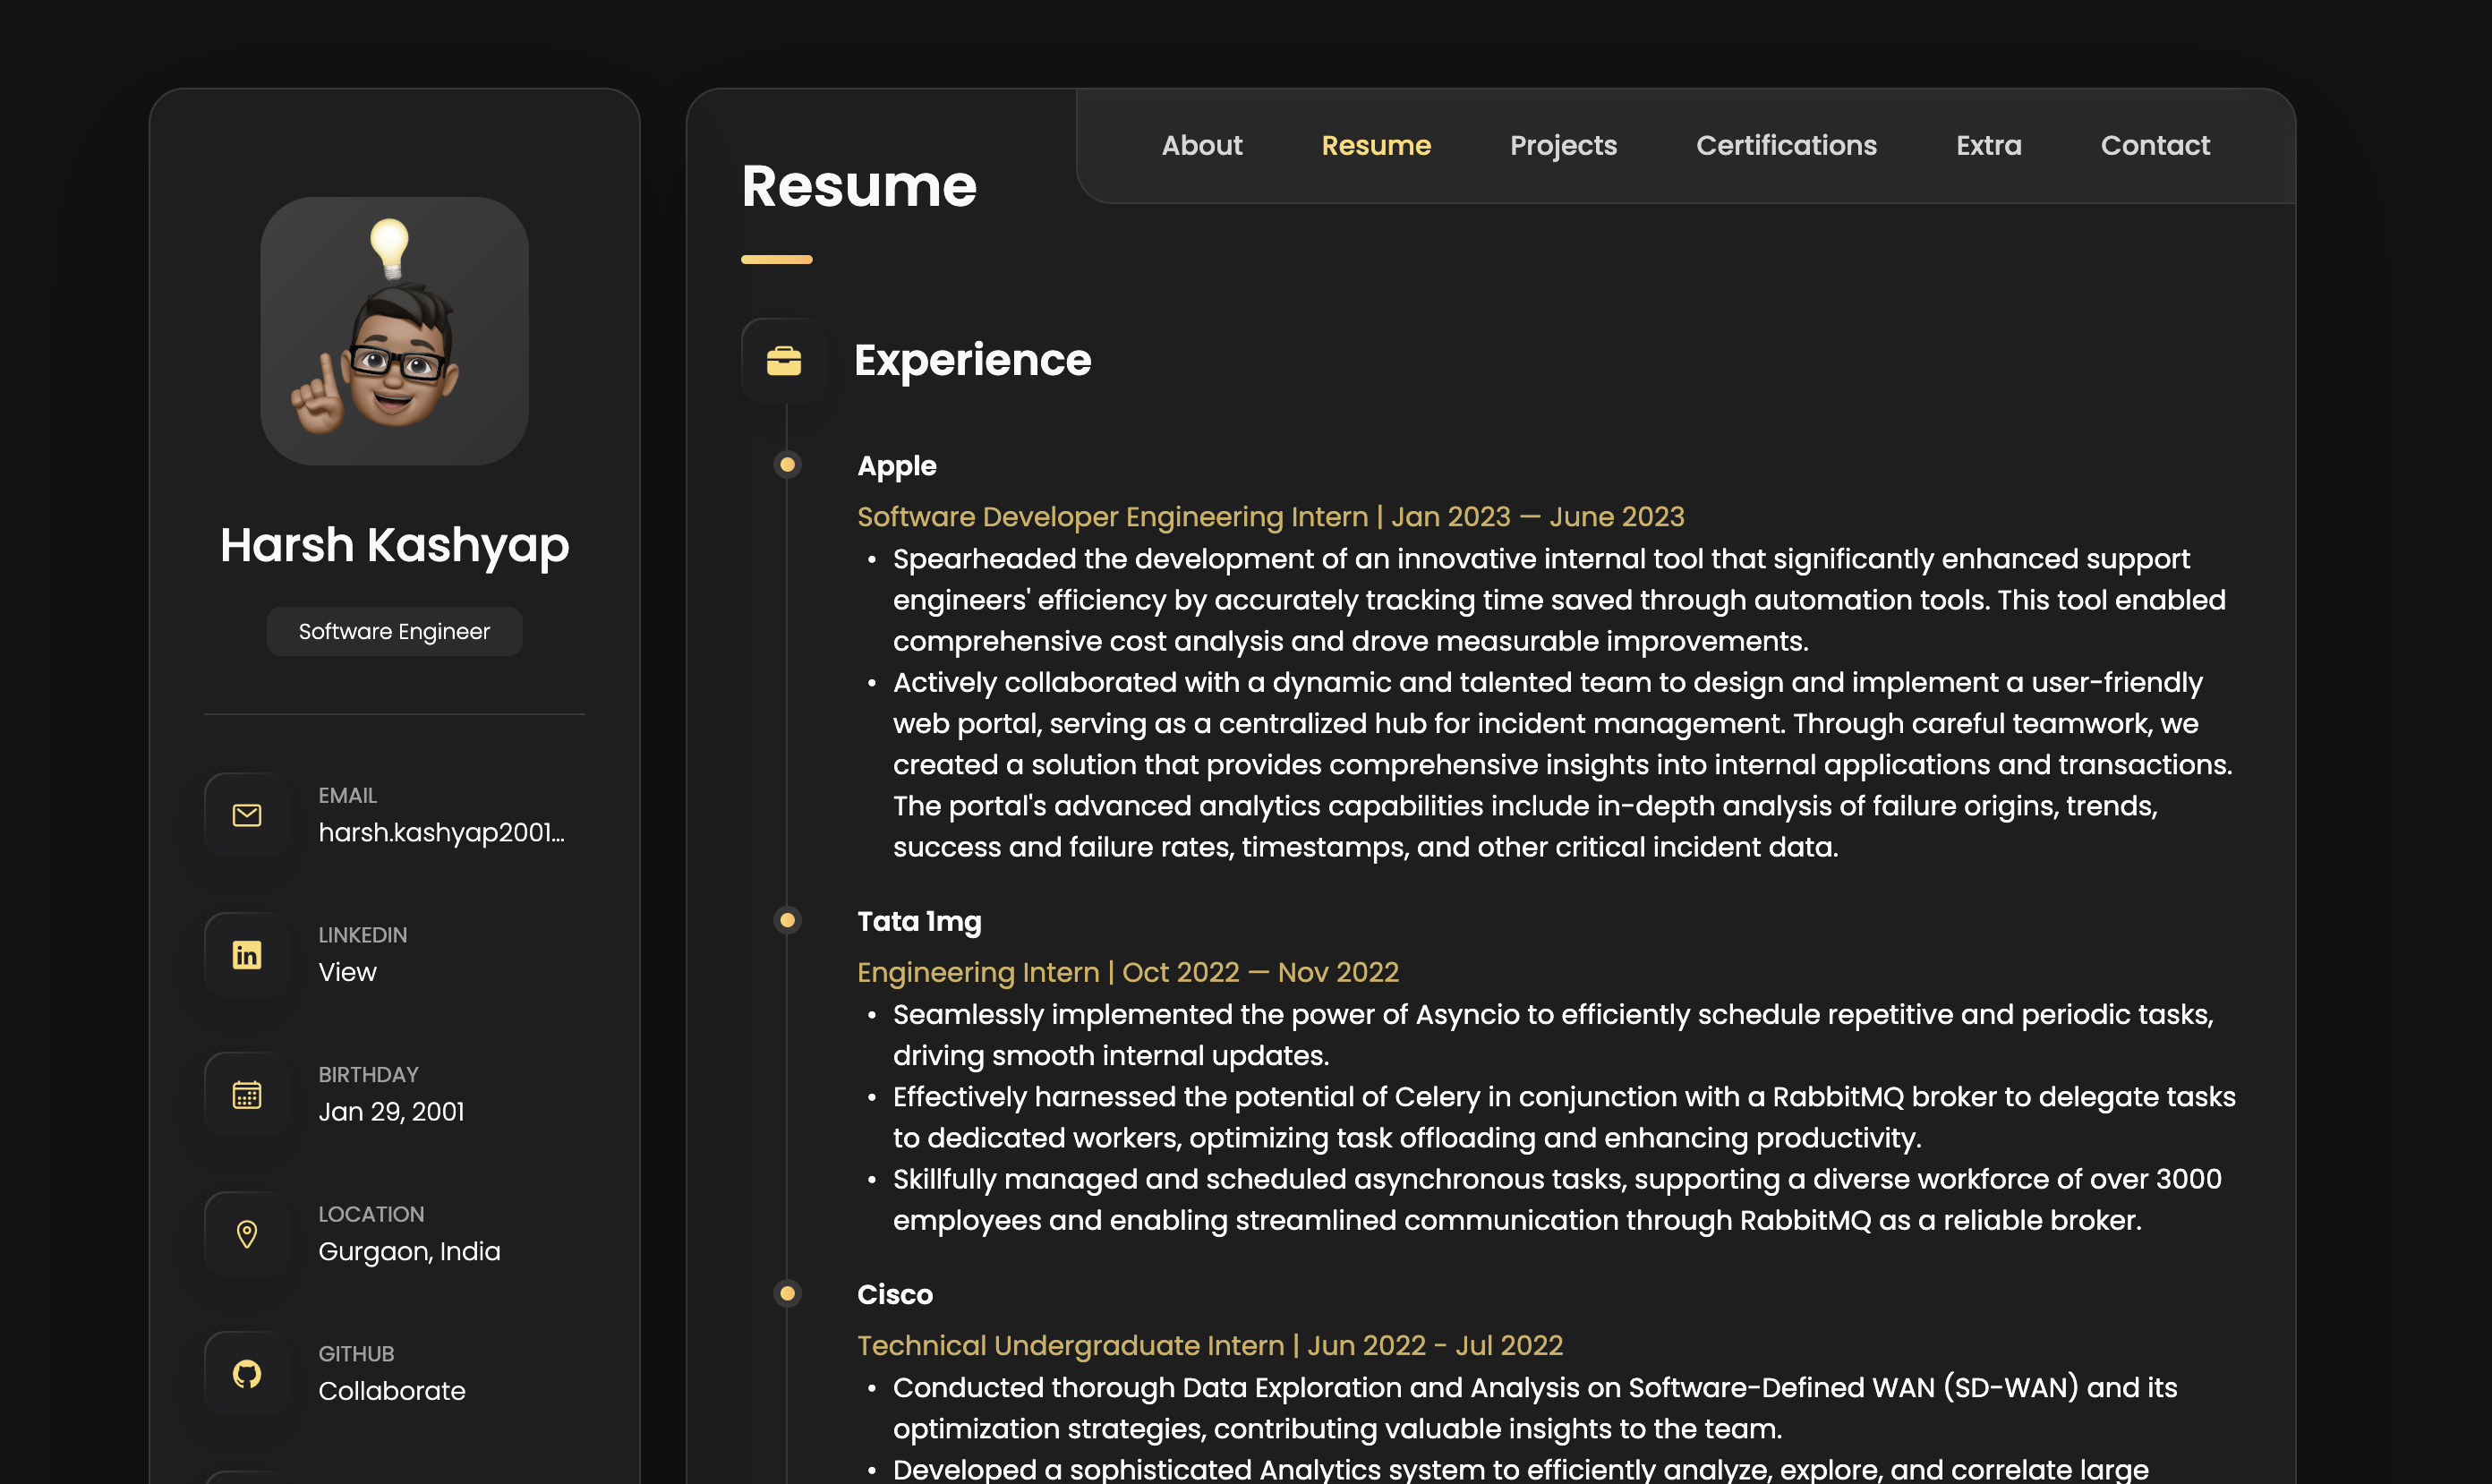 Harsh Kashyap
Software Engineer
EMAIL
harsh.kashyap2001...
LINKEDIN
View
BIRTHDAY
Jan 29, 2001
LOCATION
Gurgaon, India
GITHUB
Collaborate
About Resume Projects Certifications Extra Contact
Resume
Experience
Apple
Software Developer Engineering Intern | Jan 2023 — June 2023
• Spearheaded the development of an innovative internal tool that significantly enhanced support
engineers' efficiency by accurately tracking time saved through automation tools. This tool enabled
comprehensive cost analysis and drove measurable improvements.
• Actively collaborated with a dynamic and talented team to design and implement a user-friendly
web portal, serving as a centralized hub for incident management. Through careful teamwork, we
created a solution that provides comprehensive insights into internal applications and transactions.
The portal's advanced analytics capabilities include in-depth analysis of failure origins, trends,
success and failure rates, timestamps, and other critical incident data.
Tata 1mg
Engineering Intern | Oct 2022 — Nov 2022
• Seamlessly implemented the power of Asyncio to efficiently schedule repetitive and periodic tasks,
driving smooth internal updates.
• Effectively harnessed the potential of Celery in conjunction with a RabbitMQ broker to delegate tasks
to dedicated workers, optimizing task offloading and enhancing productivity.
• Skillfully managed and scheduled asynchronous tasks, supporting a diverse workforce of over 3000
employees and enabling streamlined communication through RabbitMQ as a reliable broker.
Cisco
Technical Undergraduate Intern | Jun 2022 - Jul 2022
• Conducted thorough Data Exploration and Analysis on Software-Defined WAN (SD-WAN) and its
optimization strategies, contributing valuable insights to the team.
• Developed a sophisticated Analytics system to efficiently analyze, explore, and correlate large